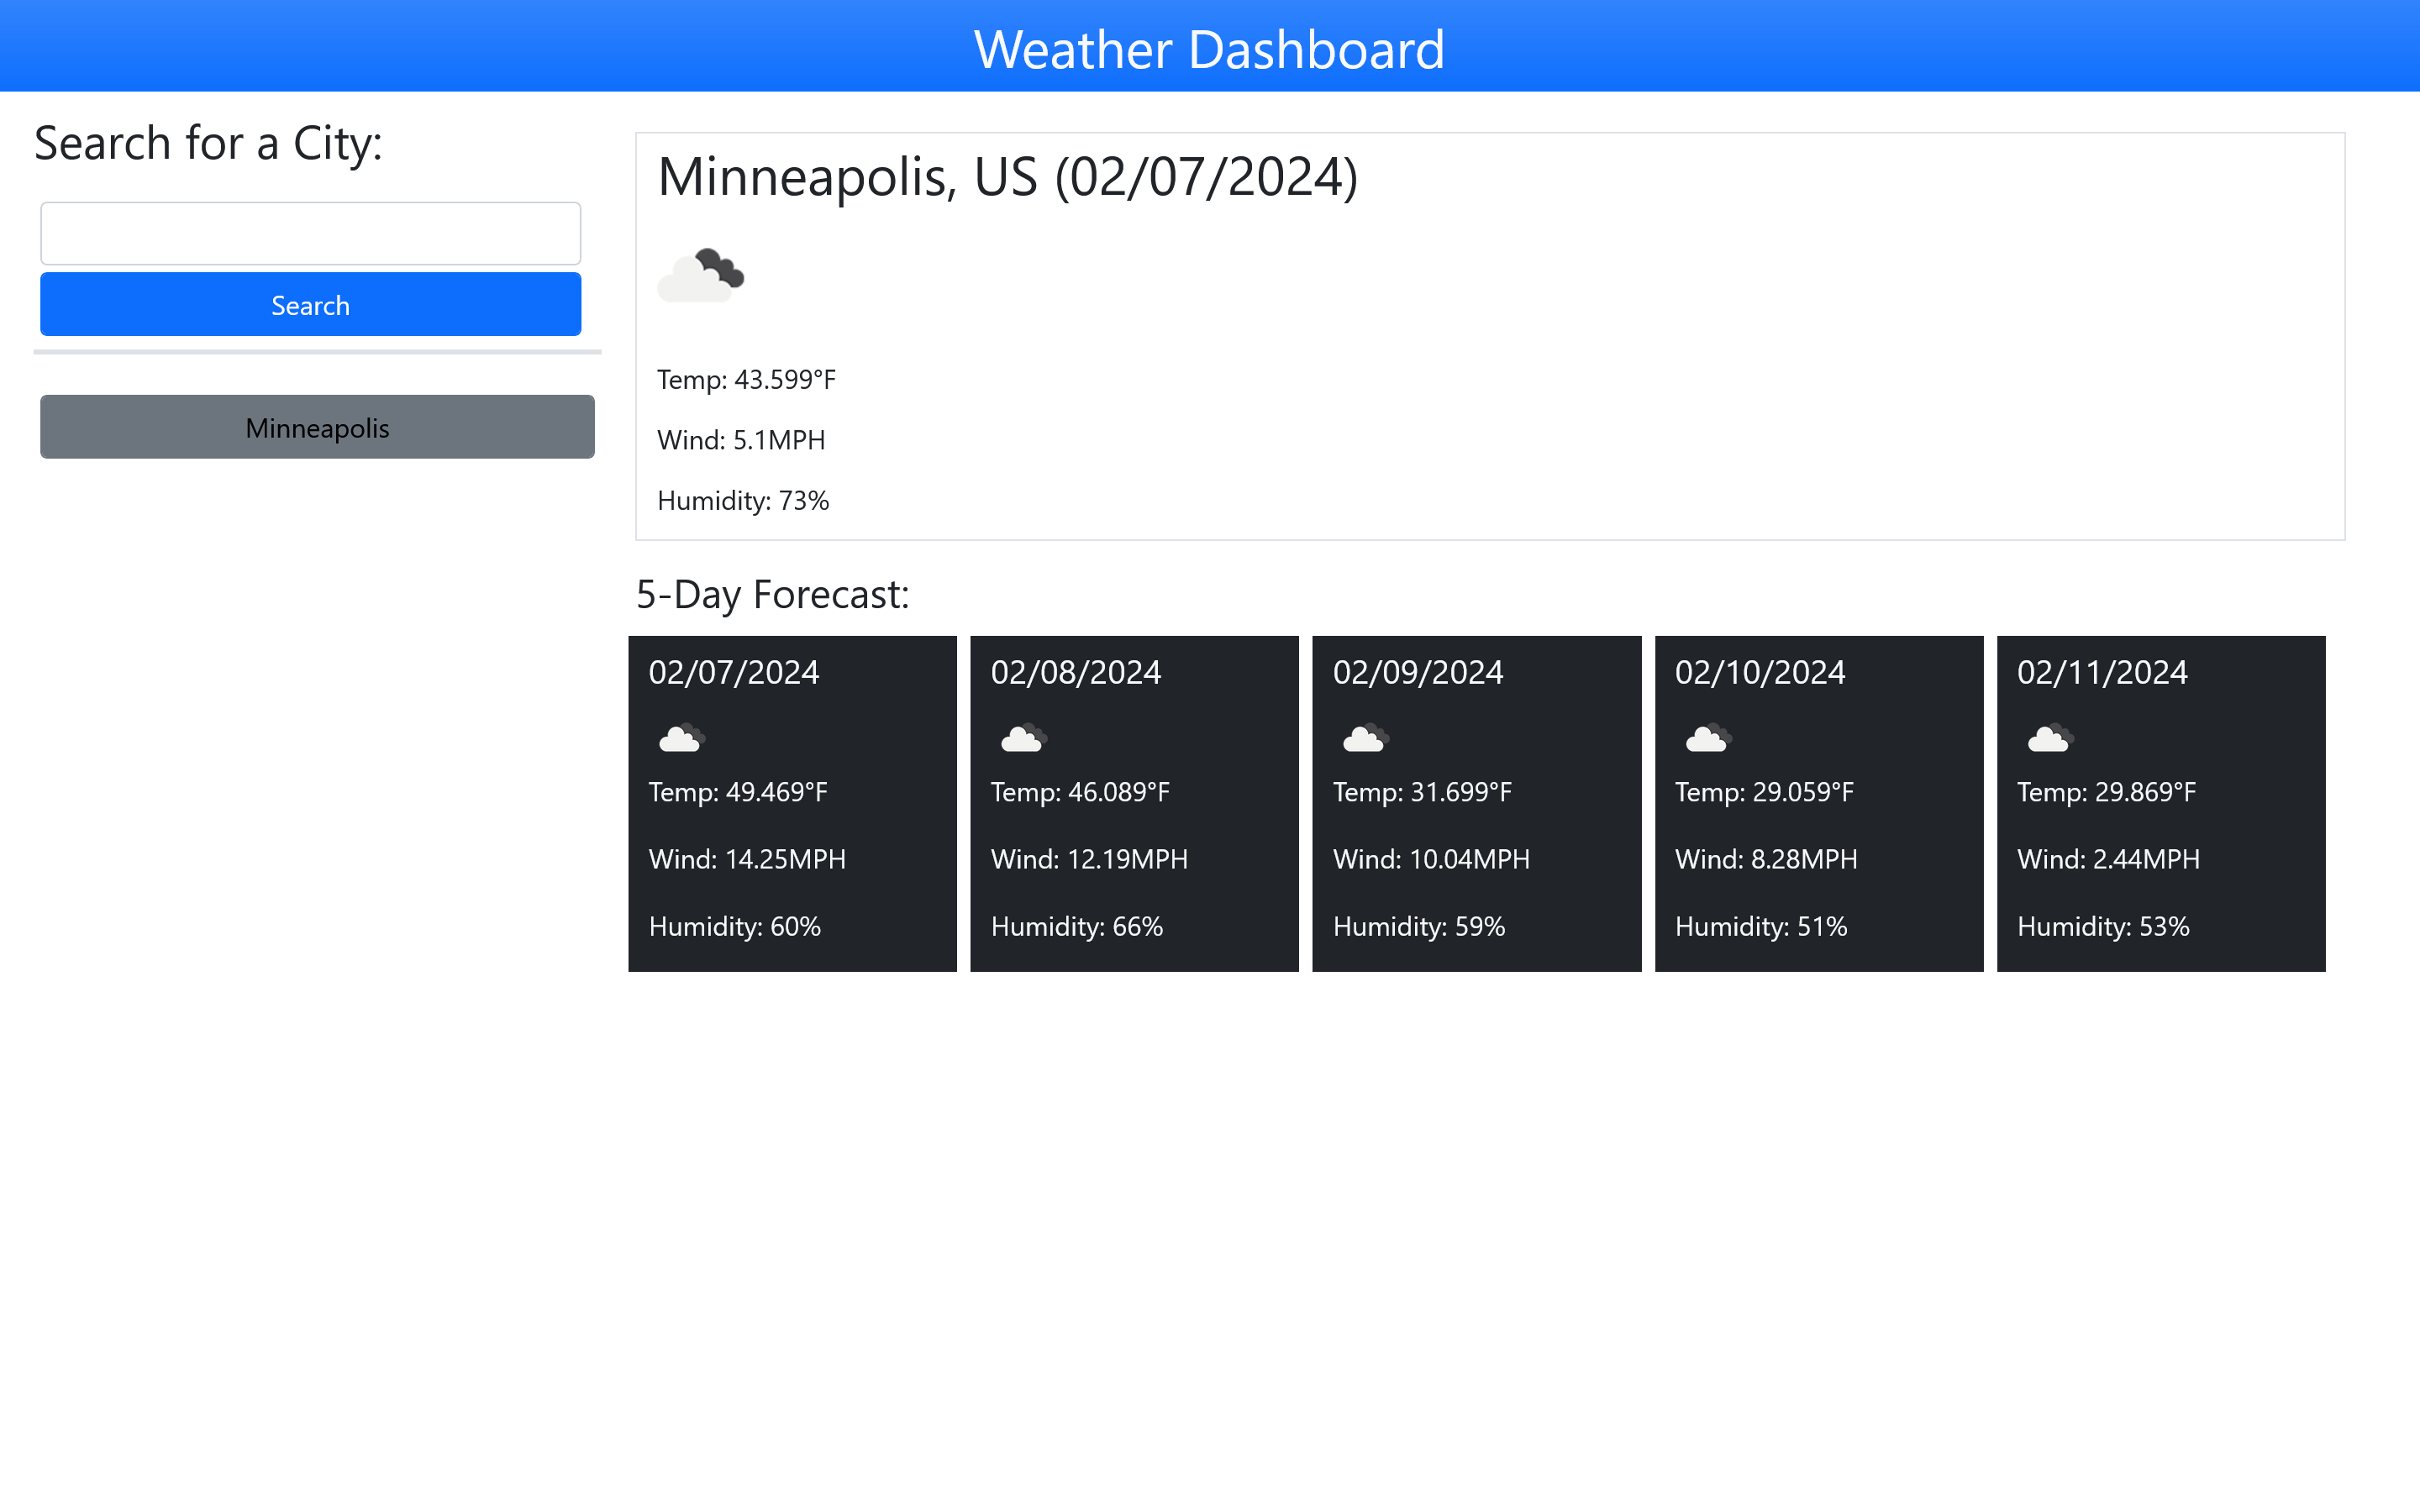 Weather Dashboard
Search for a City:
Search
Minneapolis
Minneapolis, US (02/07/2024)
Temp: 43.599°F
Wind: 5.1MPH
Humidity: 73%
5-Day Forecast:
02/07/2024
Temp: 49.469°F
Wind: 14.25MPH
Humidity: 60%
02/08/2024
Temp: 46.089°F
Wind: 12.19MPH
Humidity: 66%
02/09/2024
Temp: 31.699°F
Wind: 10.04MPH
Humidity: 59%
02/10/2024
Temp: 29.059°F
Wind: 8.28MPH
Humidity: 51%
02/11/2024
Temp: 29.869°F
Wind: 2.44MPH
Humidity: 53%